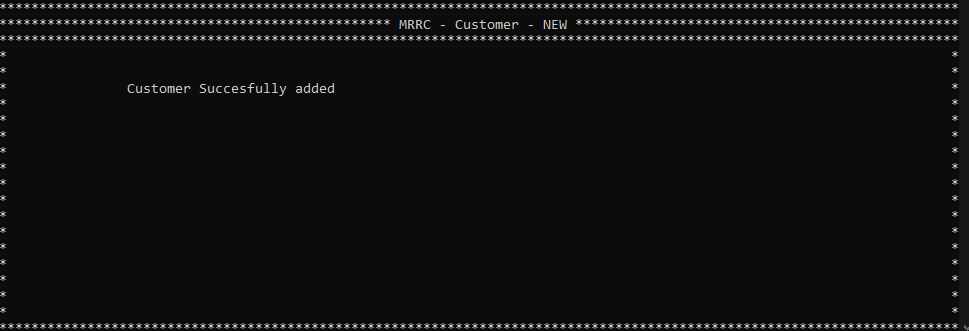 MRRC - Customer - NEW
Customer Succesfully added